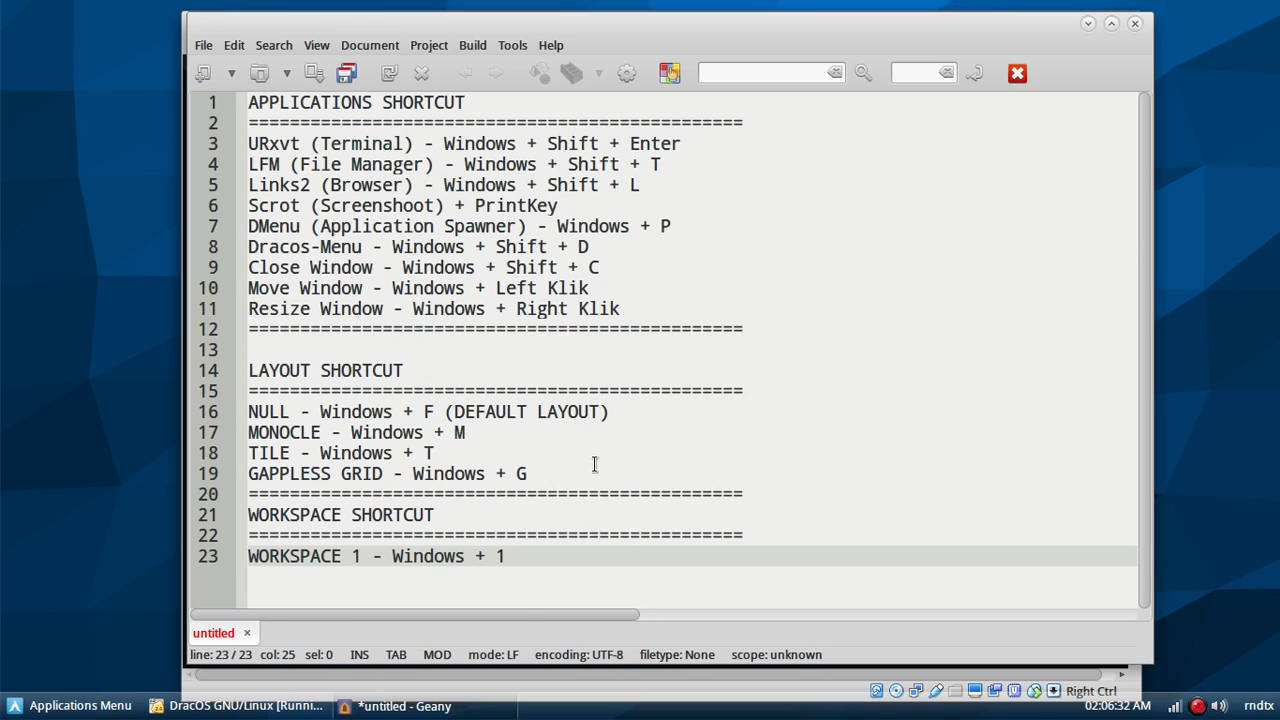 File Edit Search View Document Project Build Tools Help
1 APPLICATIONS SHORTCUT
2 ================================================
3 URxvt (Terminal) - Windows + Shift + Enter
4 LFM (File Manager) - Windows + Shift + T
5 Links2 (Browser) - Windows + Shift + L
6 Scrot (Screenshoot) + PrintKey
7 DMenu (Application Spawner) - Windows + P
8 Dracos-Menu - Windows + Shift + D
9 Close Window - Windows + Shift + C
10 Move Window - Windows + Left Klik
11 Resize Window - Windows + Right Klik
12 ================================================
13
14 LAYOUT SHORTCUT
15 ================================================
16 NULL - Windows + F (DEFAULT LAYOUT)
17 MONOCLE - Windows + M
18 TILE - Windows + T
19 GAPPLESS GRID - Windows + G
20 ================================================
21 WORKSPACE SHORTCUT
22 ================================================
23 WORKSPACE 1 - Windows + 1
untitled ×
line: 23 / 23 col: 25 sel: 0 INS TAB MOD mode: LF encoding: UTF-8 filetype: None scope: unknown
Right Ctrl
Applications Menu DracOS GNU/Linux [Runni... *untitled - Geany 02:06:32 AM rndtx